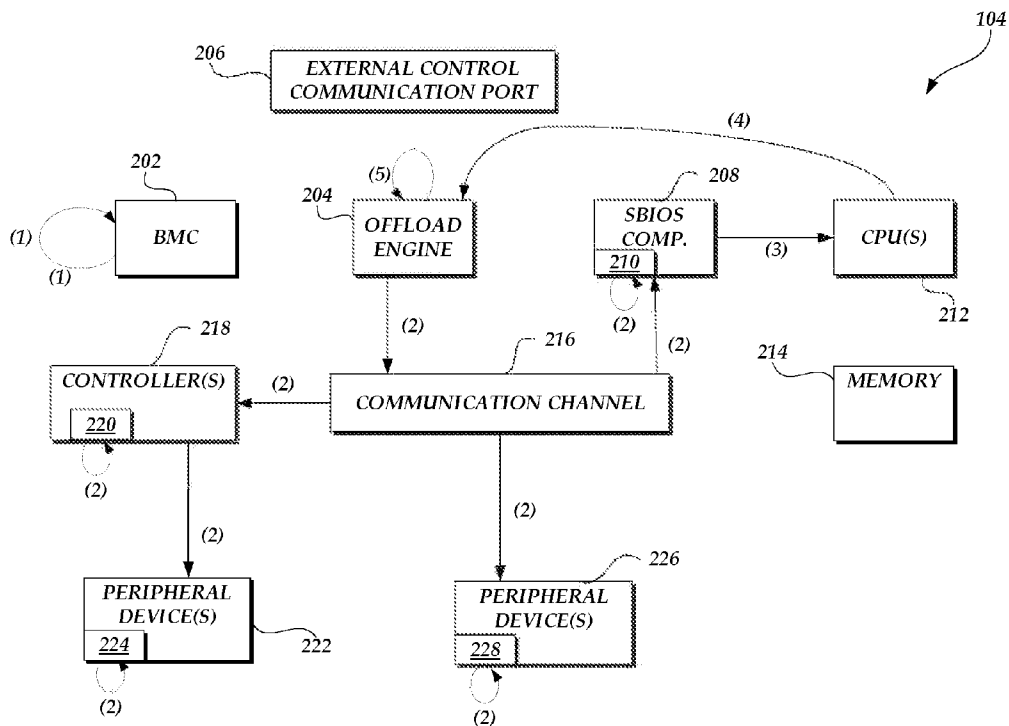 104
206
EXTERNAL CONTROL
COMMUNICATION PORT
(4)
202
(5)
204
208
BMC
(1)
(1)
OFFLOAD
ENGINE
SBIOS
COMP.
210
(3)
CPU(S)
(2)
212
(2)
(2)
218
216
214
CONTROLLER(S)
220
(2)
COMMUNICATION CHANNEL
MEMORY
(2)
(2)
(2)
226
PERIPHERAL
DEVICE(S)
224
222
PERIPHERAL
DEVICE(S)
228
(2)
(2)